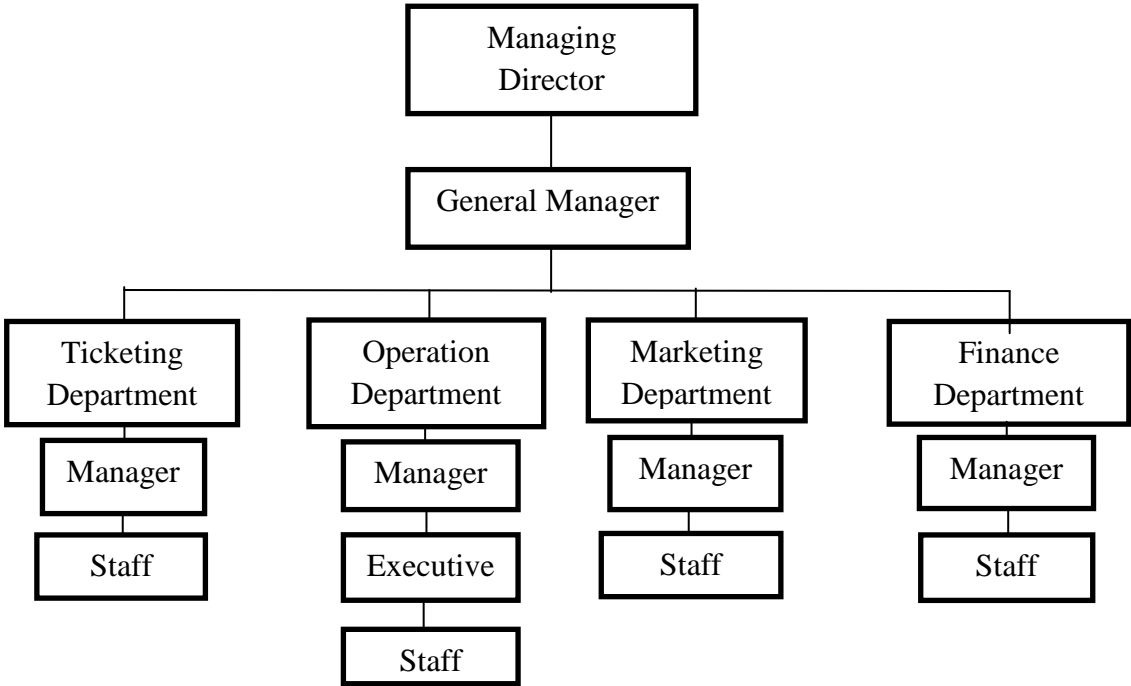 Managing
Director
General Manager
Ticketing
Department
Operation
Department
Marketing
Department
Finance
Department
Manager
Manager
Manager
Manager
Staff
Executive
Staff
Staff
Staff